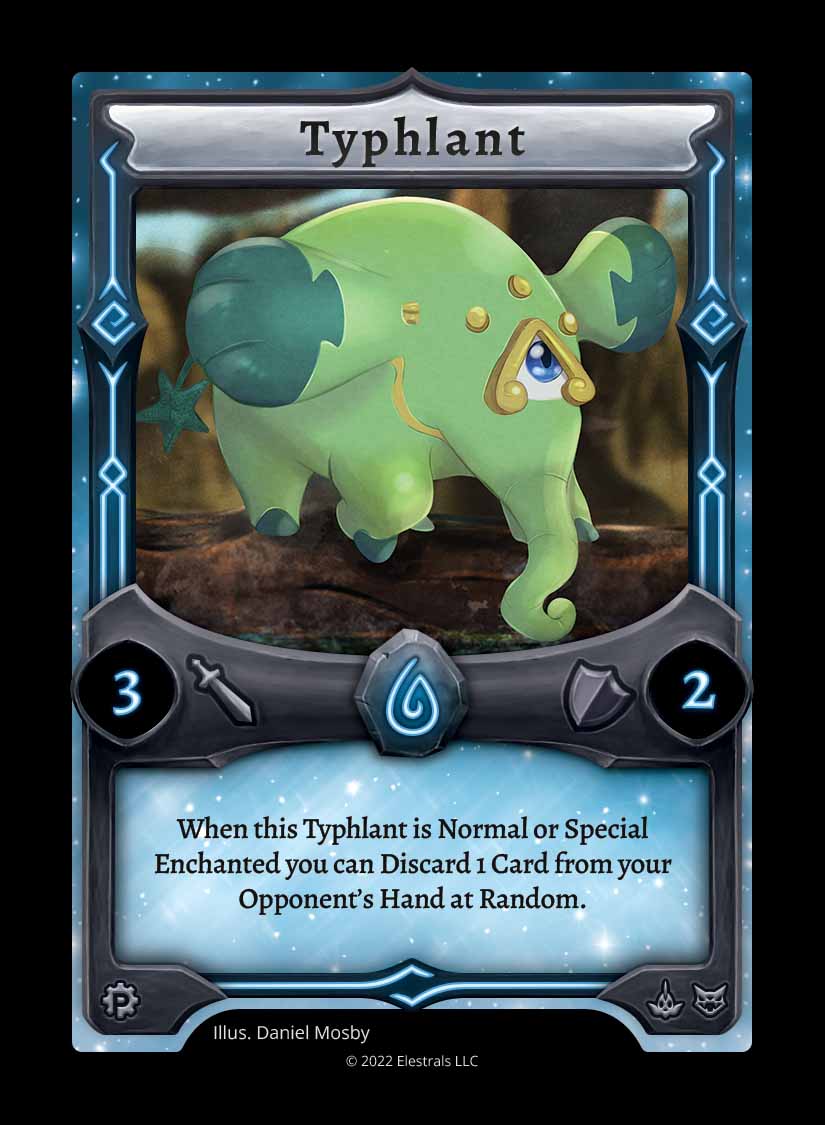 Typhlant
3
2
When this Typhlant is Normal or Special
Enchanted you can Discard 1 Card from your
Opponent's Hand at Random.
P
Illus. Daniel Mosby
© 2022 Elestrals LLC